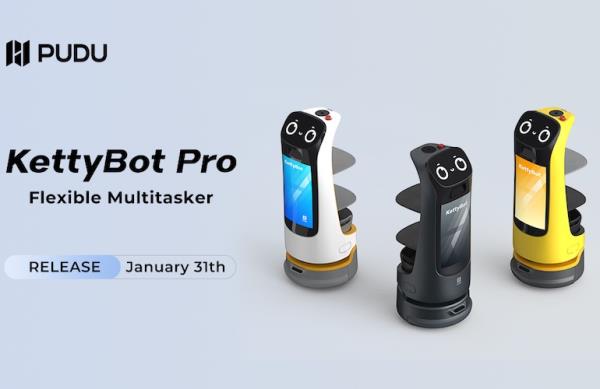 PUDU
KettyBot Pro
Flexible Multitasker
RELEASE January 31th
KettyBot
KettyBot
KettyBot